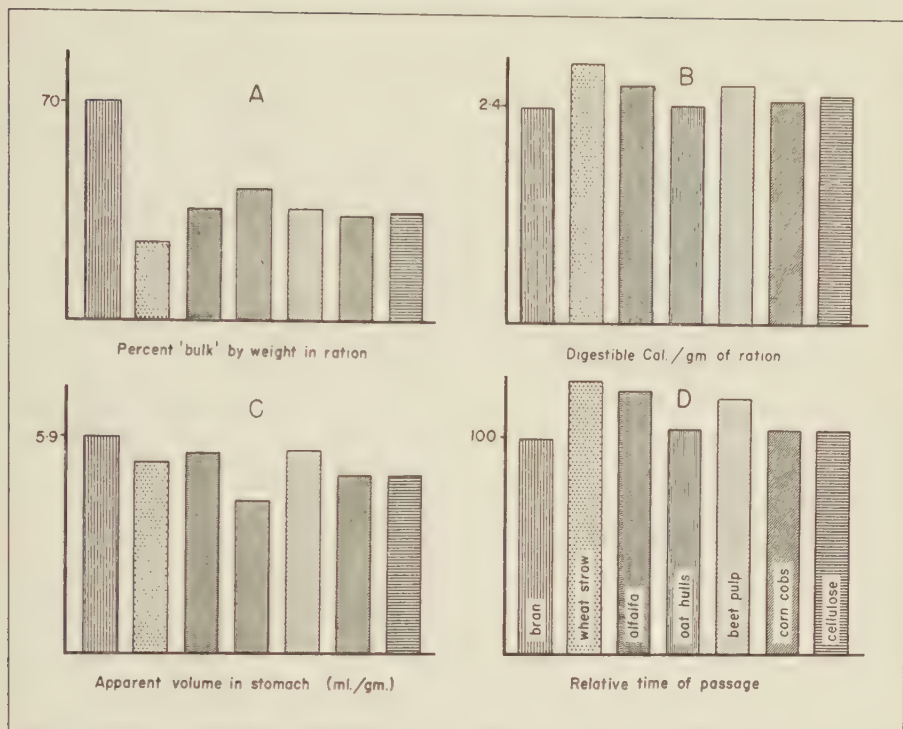 A
70
Percent 'bulk' by weight in ration
B
2·4
Digestible Cal./gm of ration
C
5·9
Apparent volume in stomach (ml./gm.)
D
100
bran
wheat straw
alfalfa
oat hulls
beet pulp
corn cobs
cellulose
Relative time of passage